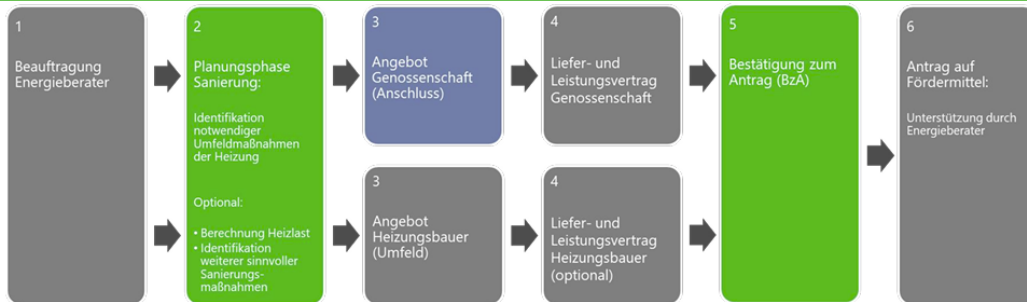 1
Beauftragung
Energieberater
2
Planungsphase
Sanierung:
Identifikation
notwendiger
Umfeldmaßnahmen
der Heizung
Optional:
• Berechnung Heizlast
• Identifikation
weiterer sinnvoller
Sanierungs-
maßnahmen
3
Angebot
Genossenschaft
(Anschluss)
3
Angebot
Heizungsbauer
(Umfeld)
4
Liefer- und
Leistungsvertrag
Genossenschaft
4
Liefer- und
Leistungsvertrag
Heizungsbauer
(optional)
5
Bestätigung zum
Antrag (BzA)
6
Antrag auf
Fördermittel:
Unterstützung durch
Energieberater